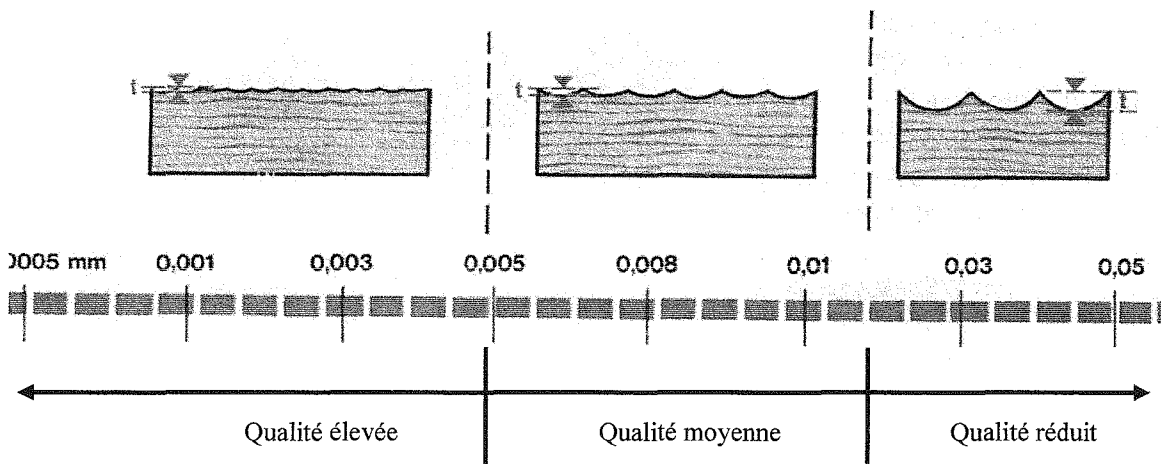 t t t
0005 mm 0,001 0,003 0,005 0,008 0,01 0,03 0,05
Qualité élevée Qualité moyenne Qualité réduit